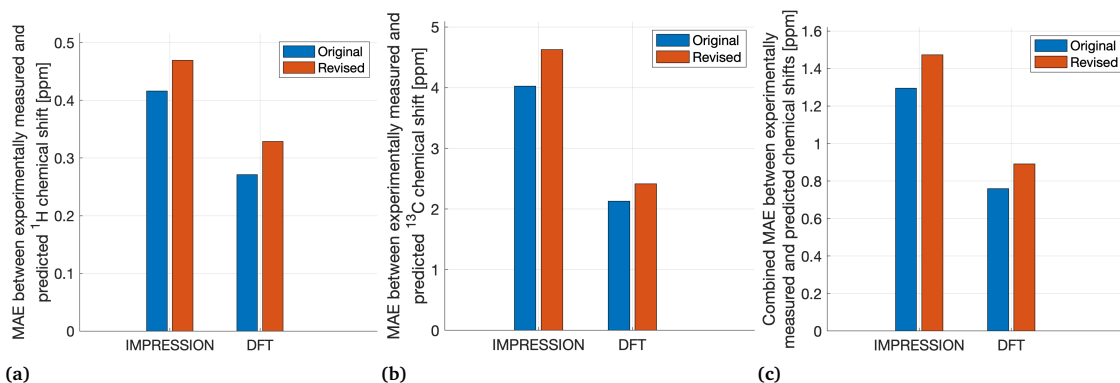 MAE between experimentally measured and
predicted ¹H chemical shift [ppm]
0.5
0.4
0.3
0.2
0.1
0
Original
Revised
IMPRESSION DFT
(a)
MAE between experimentally measured and
predicted ¹³C chemical shift [ppm]
5
4
3
2
1
0
Original
Revised
IMPRESSION DFT
(b)
Combined MAE between experimentally
measured and predicted chemical shifts [ppm]
1.6
1.4
1.2
1
0.8
0.6
0.4
0.2
0
Original
Revised
IMPRESSION DFT
(c)